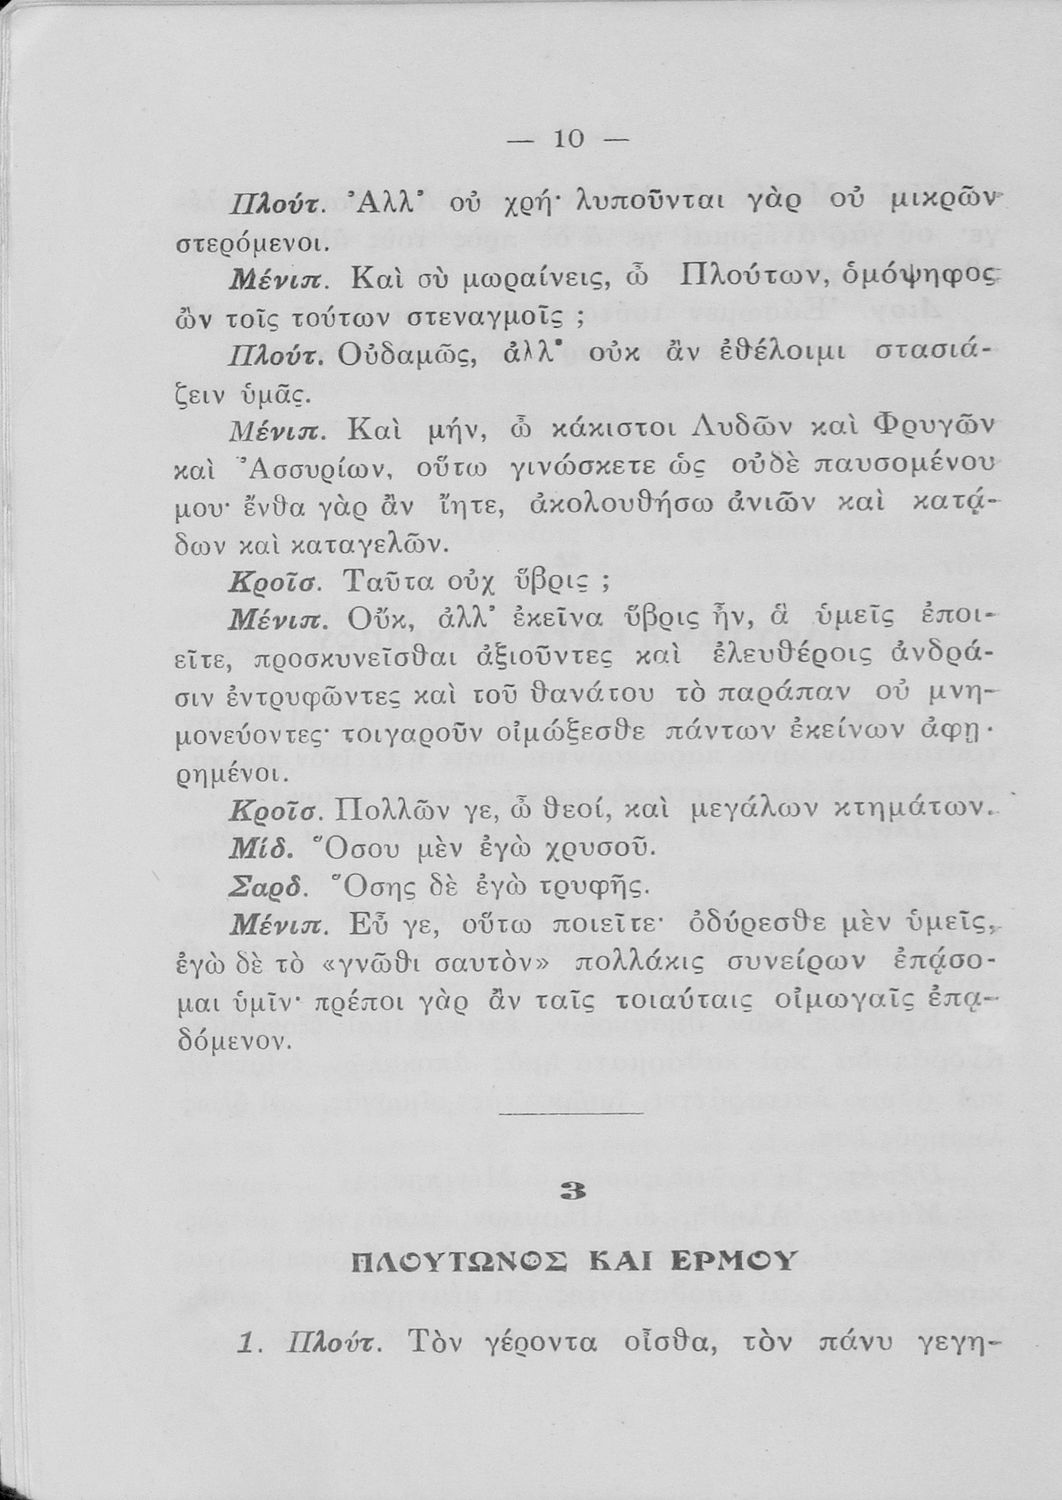 — 10 —
Πλούτ. Ἀλλ' οὐ χρή· λυποῦνται γὰρ οὐ μικρῶν
στερόμενοι.
Μένιπ. Καὶ σὺ μωραίνεις, ὦ Πλούτων, ὁμόψηφος
ὢν τοῖς τούτων στεναγμοῖς ;
Πλούτ. Οὐδαμῶς, ἀλλ' οὐκ ἂν ἐθέλοιμι στασιά-
ζειν ὑμᾶς.
Μένιπ. Καὶ μήν, ὦ κάκιστοι Λυδῶν καὶ Φρυγῶν
καὶ Ἀσσυρίων, οὕτω γινώσκετε ὡς οὐδὲ παυσομένου
μου· ἔνθα γὰρ ἂν ἴητε, ἀκολουθήσω ἀνιῶν καὶ κατᾴ-
δων καὶ καταγελῶν.
Κροῖσ. Ταῦτα οὐχ ὕβρις ;
Μένιπ. Οὔκ, ἀλλ' ἐκεῖνα ὕβρις ἦν, ἃ ὑμεῖς ἐποι-
εῖτε, προσκυνεῖσθαι ἀξιοῦντες καὶ ἐλευθέροις ἀνδρά-
σιν ἐντρυφῶντες καὶ τοῦ θανάτου τὸ παράπαν οὐ μνη-
μονεύοντες· τοιγαροῦν οἰμώξεσθε πάντων ἐκείνων ἀφῃ-
ρημένοι.
Κροῖσ. Πολλῶν γε, ὦ θεοί, καὶ μεγάλων κτημάτων.
Μίδ. Ὅσου μὲν ἐγὼ χρυσοῦ.
Σαρδ. Ὅσης δὲ ἐγὼ τρυφῆς.
Μένιπ. Εὖ γε, οὕτω ποιεῖτε· ὀδύρεσθε μὲν ὑμεῖς,
ἐγὼ δὲ τὸ «γνῶθι σαυτὸν» πολλάκις συνείρων ἐπᾴσο-
μαι ὑμῖν· πρέποι γὰρ ἂν ταῖς τοιαύταις οἰμωγαῖς ἐπᾳ-
δόμενον.
3
ΠΛΟΥΤΩΝΟΣ ΚΑΙ ΕΡΜΟΥ
1. Πλούτ. Τὸν γέροντα οἶσθα, τὸν πάνυ γεγη-